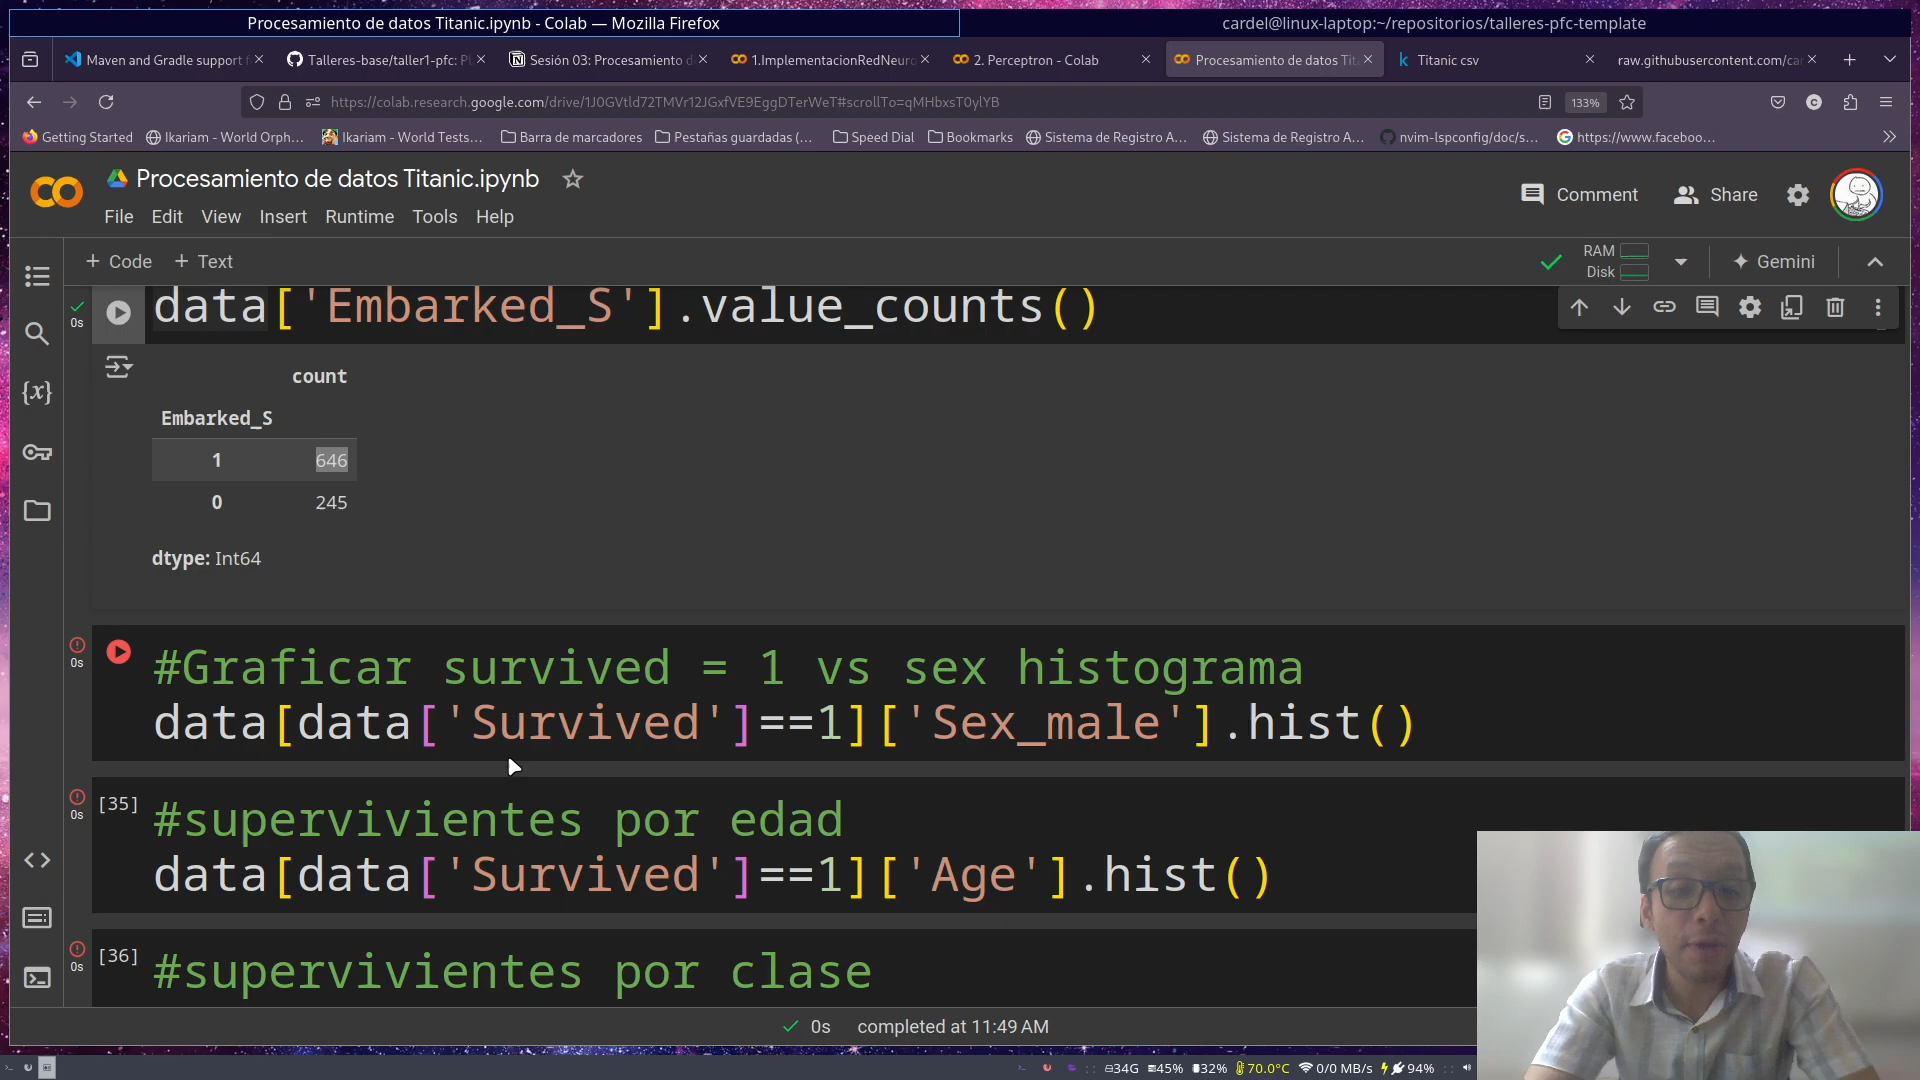 Procesamiento de datos Titanic.ipynb - Colab — Mozilla Firefox
cardel@linux-laptop:~/repositorios/talleres-pfc-template
Maven and Gradle support f
Talleres-base/taller1-pfc: Pl
Sesión 03: Procesamiento d
1.ImplementacionRedNeuro
2. Perceptron - Colab
Procesamiento de datos Tit
Titanic csv
raw.githubusercontent.com/ca
https://colab.research.google.com/drive/1J0GVtld72TMVr12JGxfVE9EggDTerWeT#scrollTo=qMHbxsT0ylYB
133%
Getting Started
Ikariam - World Orph...
Ikariam - World Tests...
Barra de marcadores
Pestañas guardadas (...
Speed Dial
Bookmarks
Sistema de Registro A...
Sistema de Registro A...
nvim-lspconfig/doc/s...
https://www.faceboo...
Procesamiento de datos Titanic.ipynb
Comment
Share
File Edit View Insert Runtime Tools Help
+ Code + Text
RAM
Disk
Gemini
0s
data['Embarked_S'].value_counts()
count
Embarked_S
1 646
0 245
dtype: Int64
0s
#Graficar survived = 1 vs sex histograma
data[data['Survived']==1]['Sex_male'].hist()
0s
[35]
#supervivientes por edad
data[data['Survived']==1]['Age'].hist()
0s
[36]
#supervivientes por clase
0s completed at 11:49 AM
34G 45% 32% 70.0°C 0/0 MB/s 94%